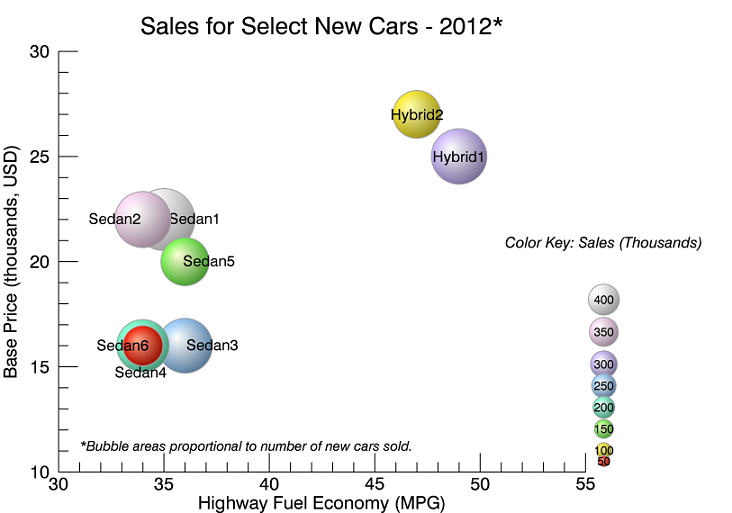 Sales for Select New Cars - 2012*
30
Hybrid2
25
Hybrid1
Sedan2
Sedan1
Color Key: Sales (Thousands)
20
Sedan5
400
350
Sedan6
Sedan3
300
15
Sedan4
250
200
150
*Bubble areas proportional to number of new cars sold.
100
50
10
30
35
40
45
50
55
Highway Fuel Economy (MPG)
Base Price (thousands, USD)